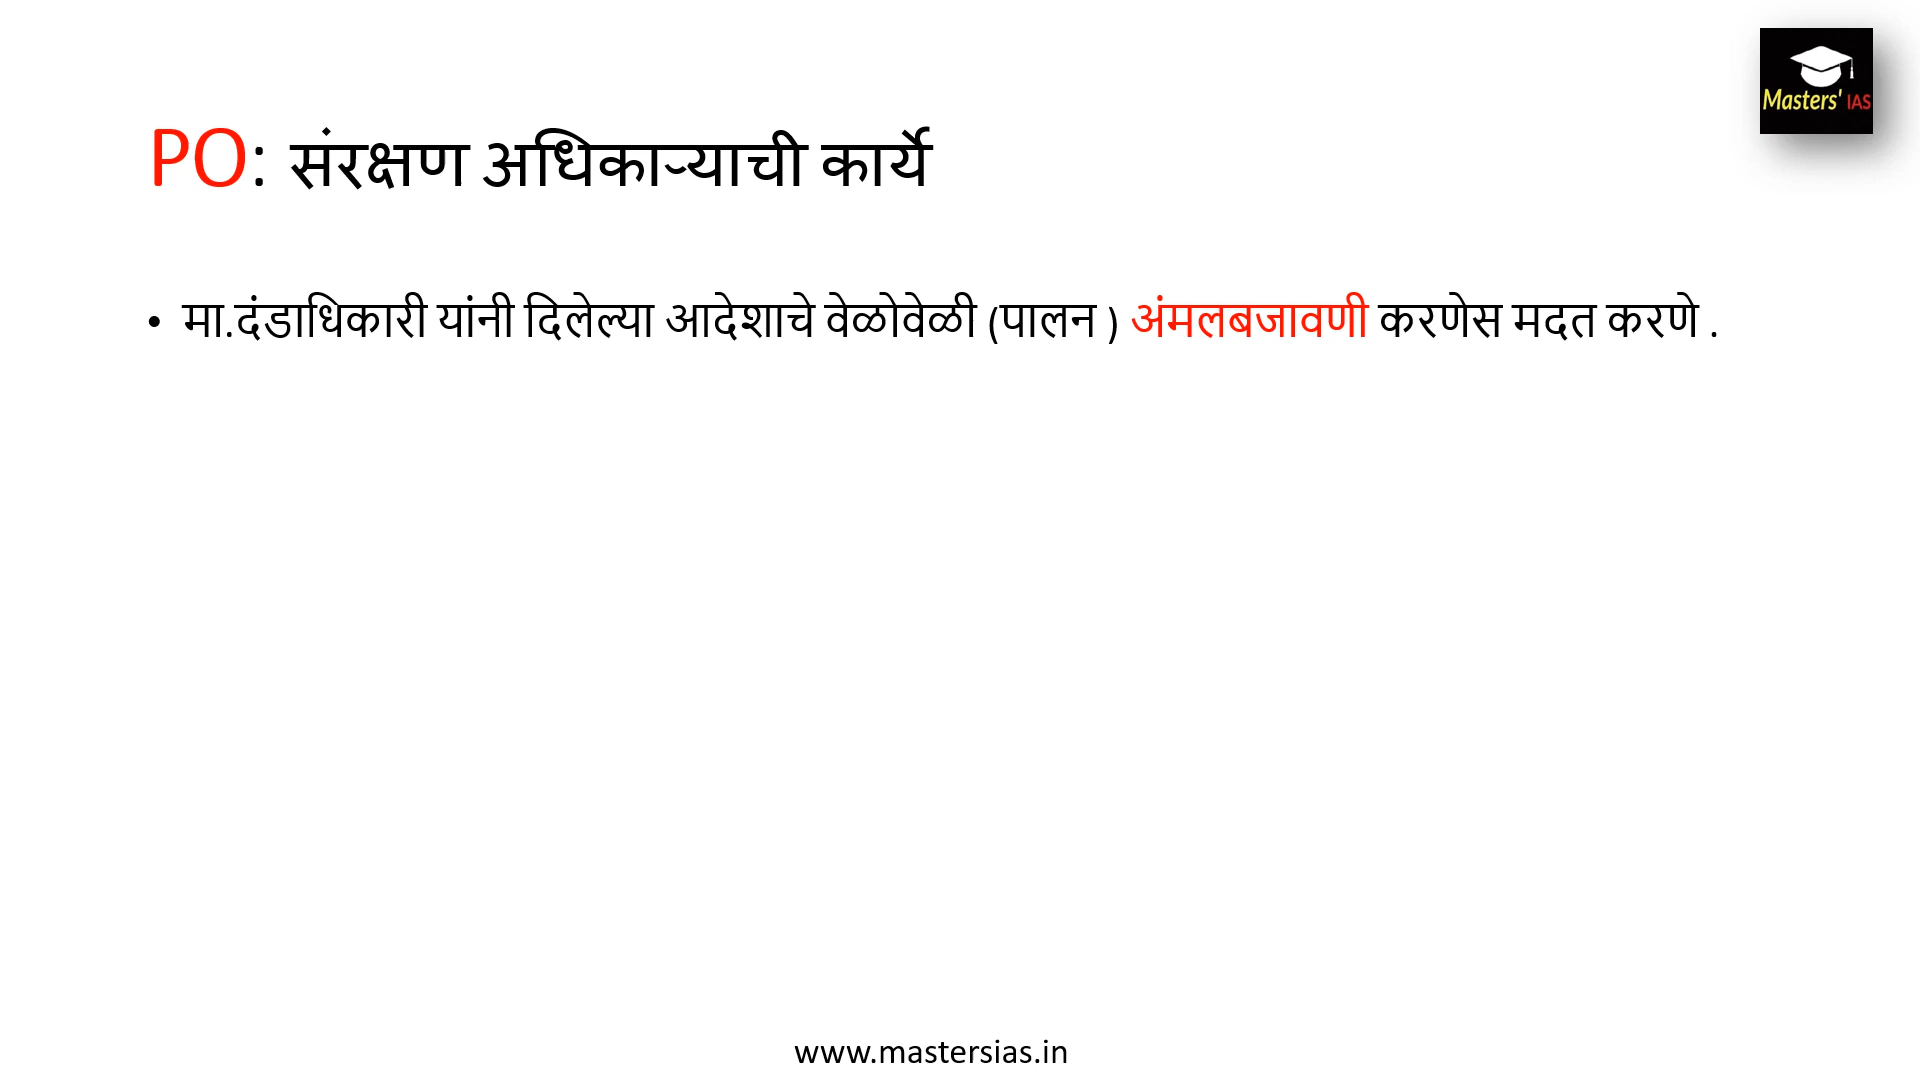 Masters' IAS
PO: संरक्षण अधिकाऱ्याची कार्ये
• मा.दंडाधिकारी यांनी दिलेल्या आदेशाचे वेळोवेळी (पालन ) अंमलबजावणी करणेस मदत करणे .
www.mastersias.in